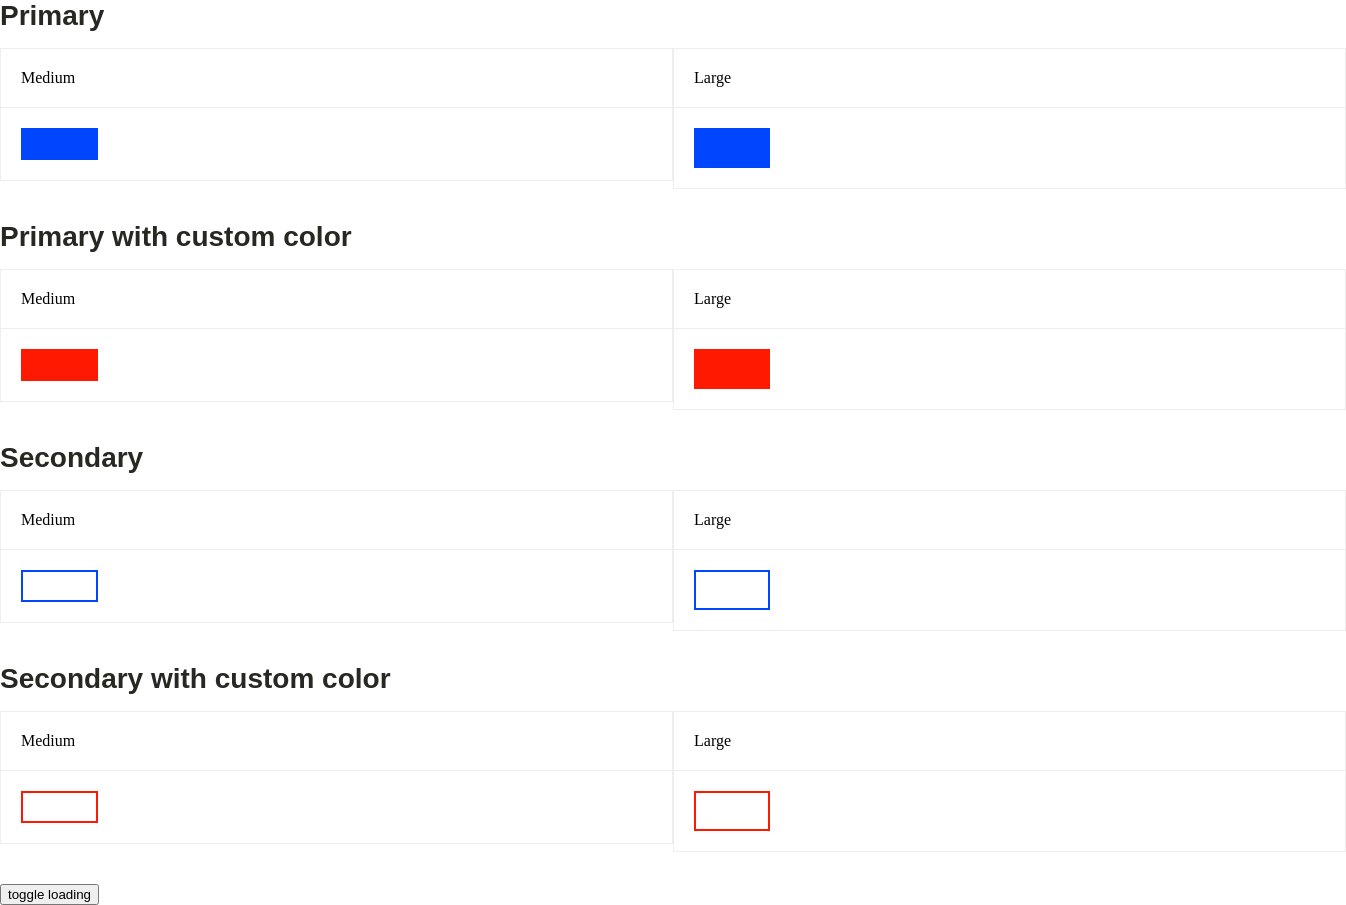 Primary
Medium
Large
Primary with custom color
Medium
Large
Secondary
Medium
Large
Secondary with custom color
Medium
Large
toggle loading